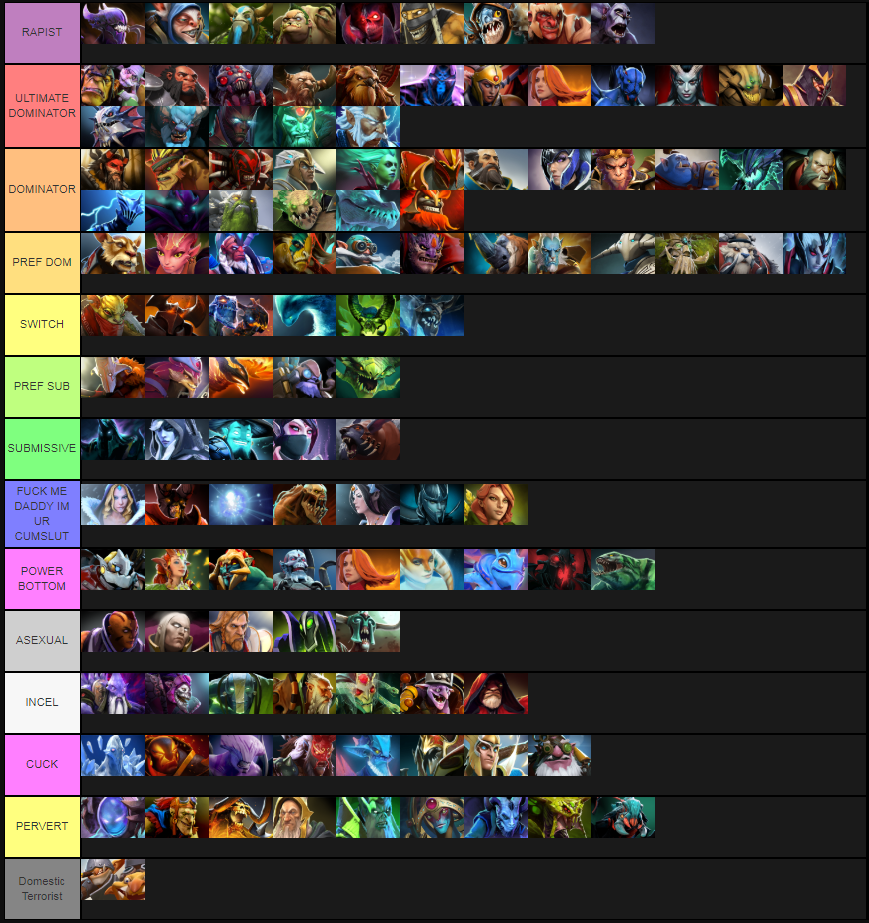 RAPIST
ULTIMATE
DOMINATOR
DOMINATOR
PREF DOM
SWITCH
PREF SUB
SUBMISSIVE
FUCK ME
DADDY IM
UR
CUMSLUT
POWER
BOTTOM
ASEXUAL
INCEL
CUCK
PERVERT
Domestic
Terrorist